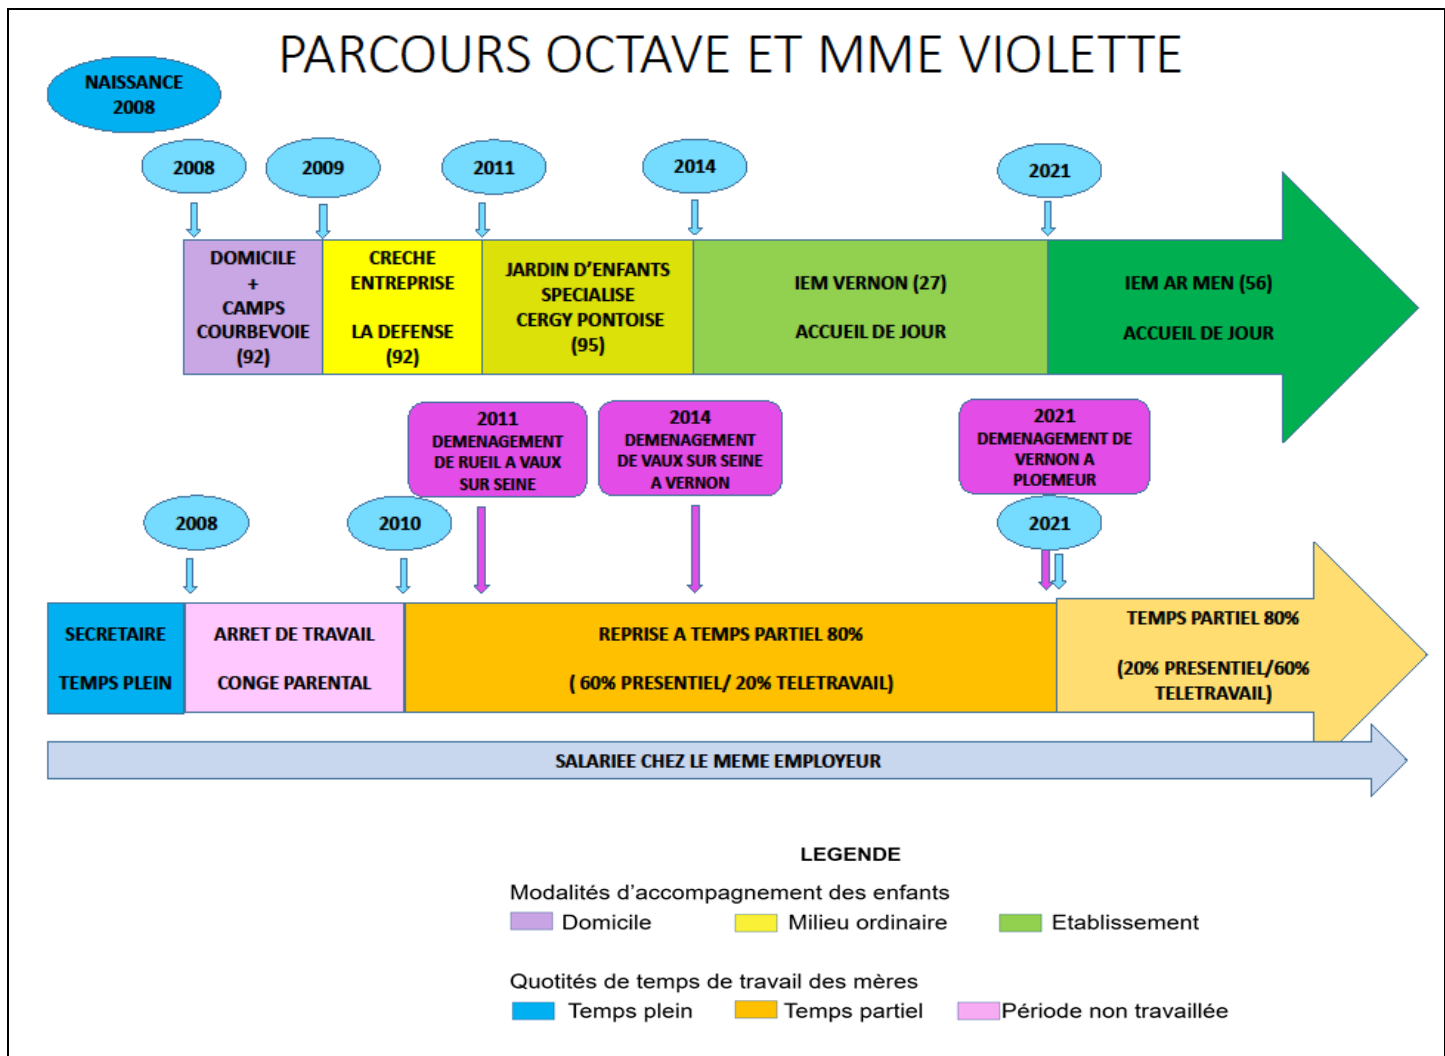 PARCOURS OCTAVE ET MME VIOLETTE
NAISSANCE
2008
2008
2009
2011
2014
2021
DOMICILE
+
CAMPS
COURBEVOIE
(92)
CRECHE
ENTREPRISE
LA DEFENSE
(92)
JARDIN D'ENFANTS
SPECIALISE
CERGY PONTOISE
(95)
IEM VERNON (27)
ACCUEIL DE JOUR
IEM AR MEN (56)
ACCUEIL DE JOUR
2011
DEMENAGEMENT
DE RUEIL A VAUX
SUR SEINE
2014
DEMENAGEMENT
DE VAUX SUR SEINE
A VERNON
2021
DEMENAGEMENT DE
VERNON A
PLOEMEUR
2008
2010
2021
SECRETAIRE
TEMPS PLEIN
ARRET DE TRAVAIL
CONGE PARENTAL
REPRISE A TEMPS PARTIEL 80%
( 60% PRESENTIEL/ 20% TELETRAVAIL)
TEMPS PARTIEL 80%
(20% PRESENTIEL/60%
TELETRAVAIL)
SALARIEE CHEZ LE MEME EMPLOYEUR
LEGENDE
Modalités d'accompagnement des enfants
Domicile
Milieu ordinaire
Etablissement
Quotités de temps de travail des mères
Temps plein
Temps partiel
Période non travaillée